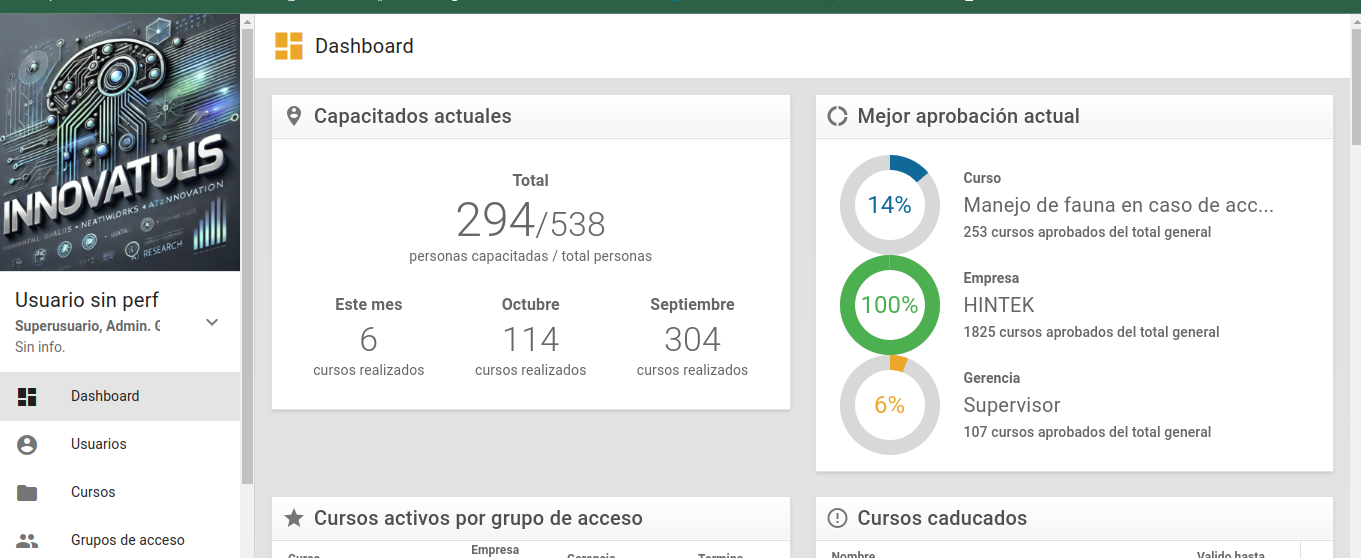 Dashboard
INNOVATULIS
RESEARCH
Usuario sin perf
Superusuario, Admin. G
Sin info.
Dashboard
Usuarios
Cursos
Grupos de acceso
Capacitados actuales
Total
294/538
personas capacitadas / total personas
Este mes
Octubre
Septiembre
6
114
304
cursos realizados
cursos realizados
cursos realizados
Mejor aprobación actual
14%
Curso
Manejo de fauna en caso de acc...
253 cursos aprobados del total general
100%
Empresa
HINTEK
1825 cursos aprobados del total general
6%
Gerencia
Supervisor
107 cursos aprobados del total general
Cursos activos por grupo de acceso
Curso
Empresa
Gerencia
Termino
Cursos caducados
Nombre
Valido hasta